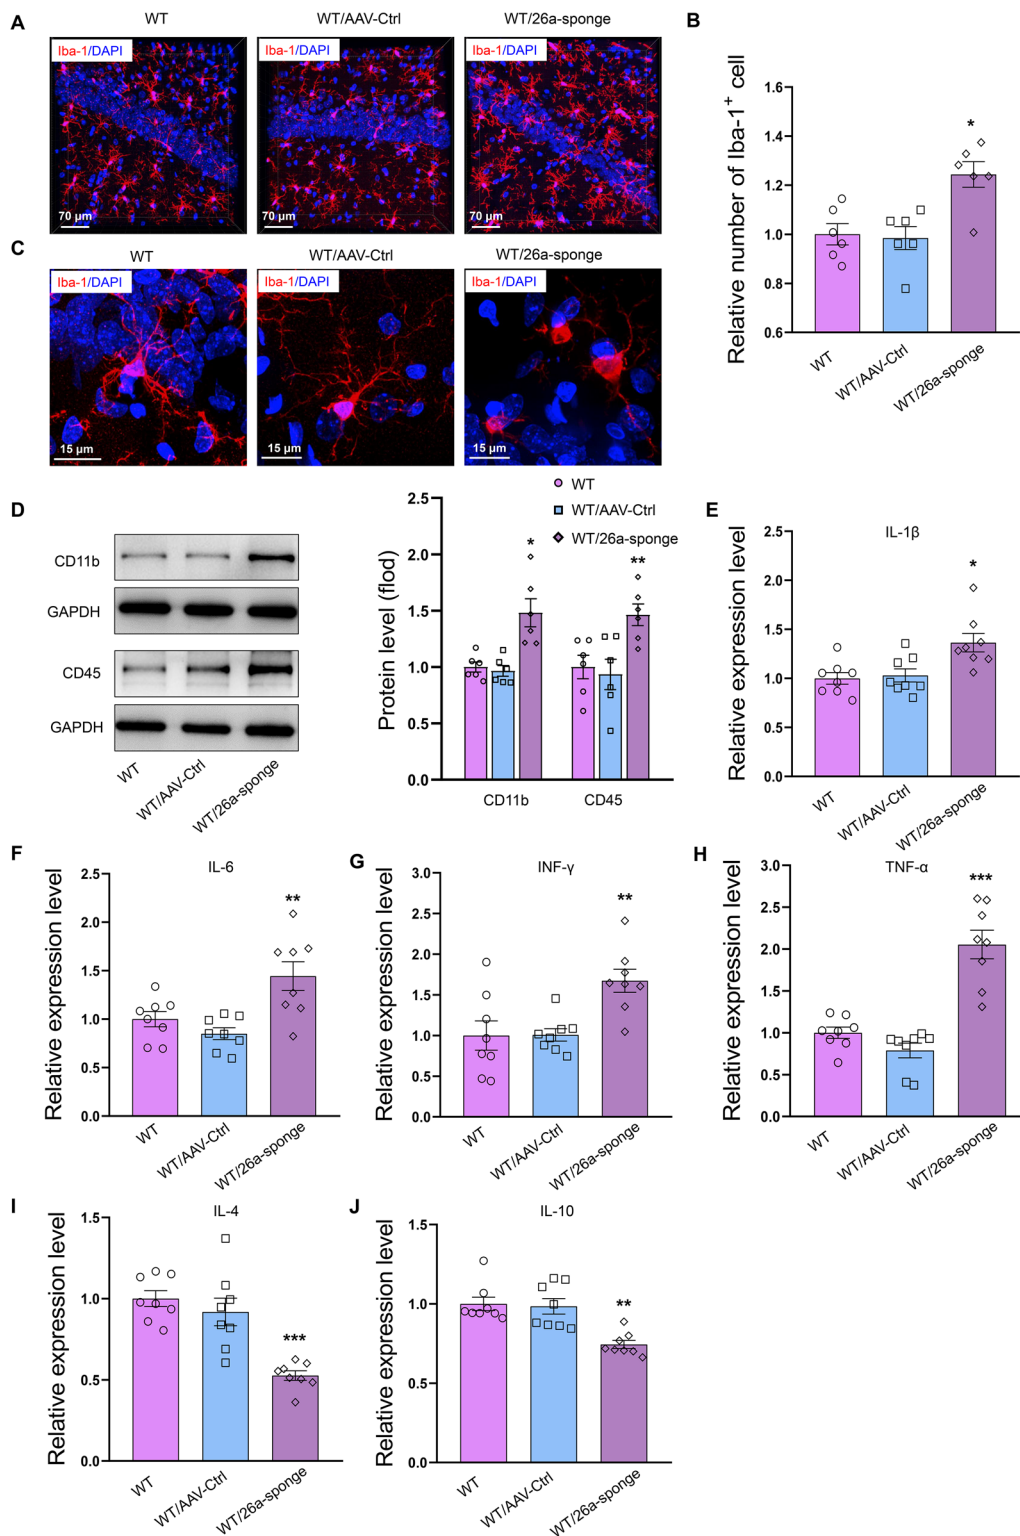 A
WT
WT/AAV-Ctrl
WT/26a-sponge
Iba-1/DAPI
Iba-1/DAPI
Iba-1/DAPI
70 µm
70 µm
70 µm
B
Relative number of Iba-1+ cell
1.6
1.4
1.2
1.0
0.8
0.6
*
WT
WT/AAV-Ctrl
WT/26a-sponge
C
WT
WT/AAV-Ctrl
WT/26a-sponge
Iba-1/DAPI
Iba-1/DAPI
Iba-1/DAPI
15 µm
15 µm
15 µm
D
CD11b
GAPDH
CD45
GAPDH
WT
WT/AAV-Ctrl
WT/26a-sponge
WT
WT/AAV-Ctrl
WT/26a-sponge
Protein level (flod)
2.5
2.0
1.5
1.0
0.5
0.0
*
**
CD11b
CD45
E
IL-1β
Relative expression level
2.5
2.0
1.5
1.0
0.5
0.0
*
WT
WT/AAV-Ctrl
WT/26a-sponge
F
IL-6
Relative expression level
2.5
2.0
1.5
1.0
0.5
0.0
**
WT
WT/AAV-Ctrl
WT/26a-sponge
G
INF-γ
Relative expression level
3.0
2.5
2.0
1.5
1.0
0.5
0.0
**
WT
WT/AAV-Ctrl
WT/26a-sponge
H
TNF-α
Relative expression level
3.0
2.5
2.0
1.5
1.0
0.5
0.0
***
WT
WT/AAV-Ctrl
WT/26a-sponge
I
IL-4
Relative expression level
1.5
1.0
0.5
0.0
***
WT
WT/AAV-Ctrl
WT/26a-sponge
J
IL-10
Relative expression level
1.5
1.0
0.5
0.0
**
WT
WT/AAV-Ctrl
WT/26a-sponge